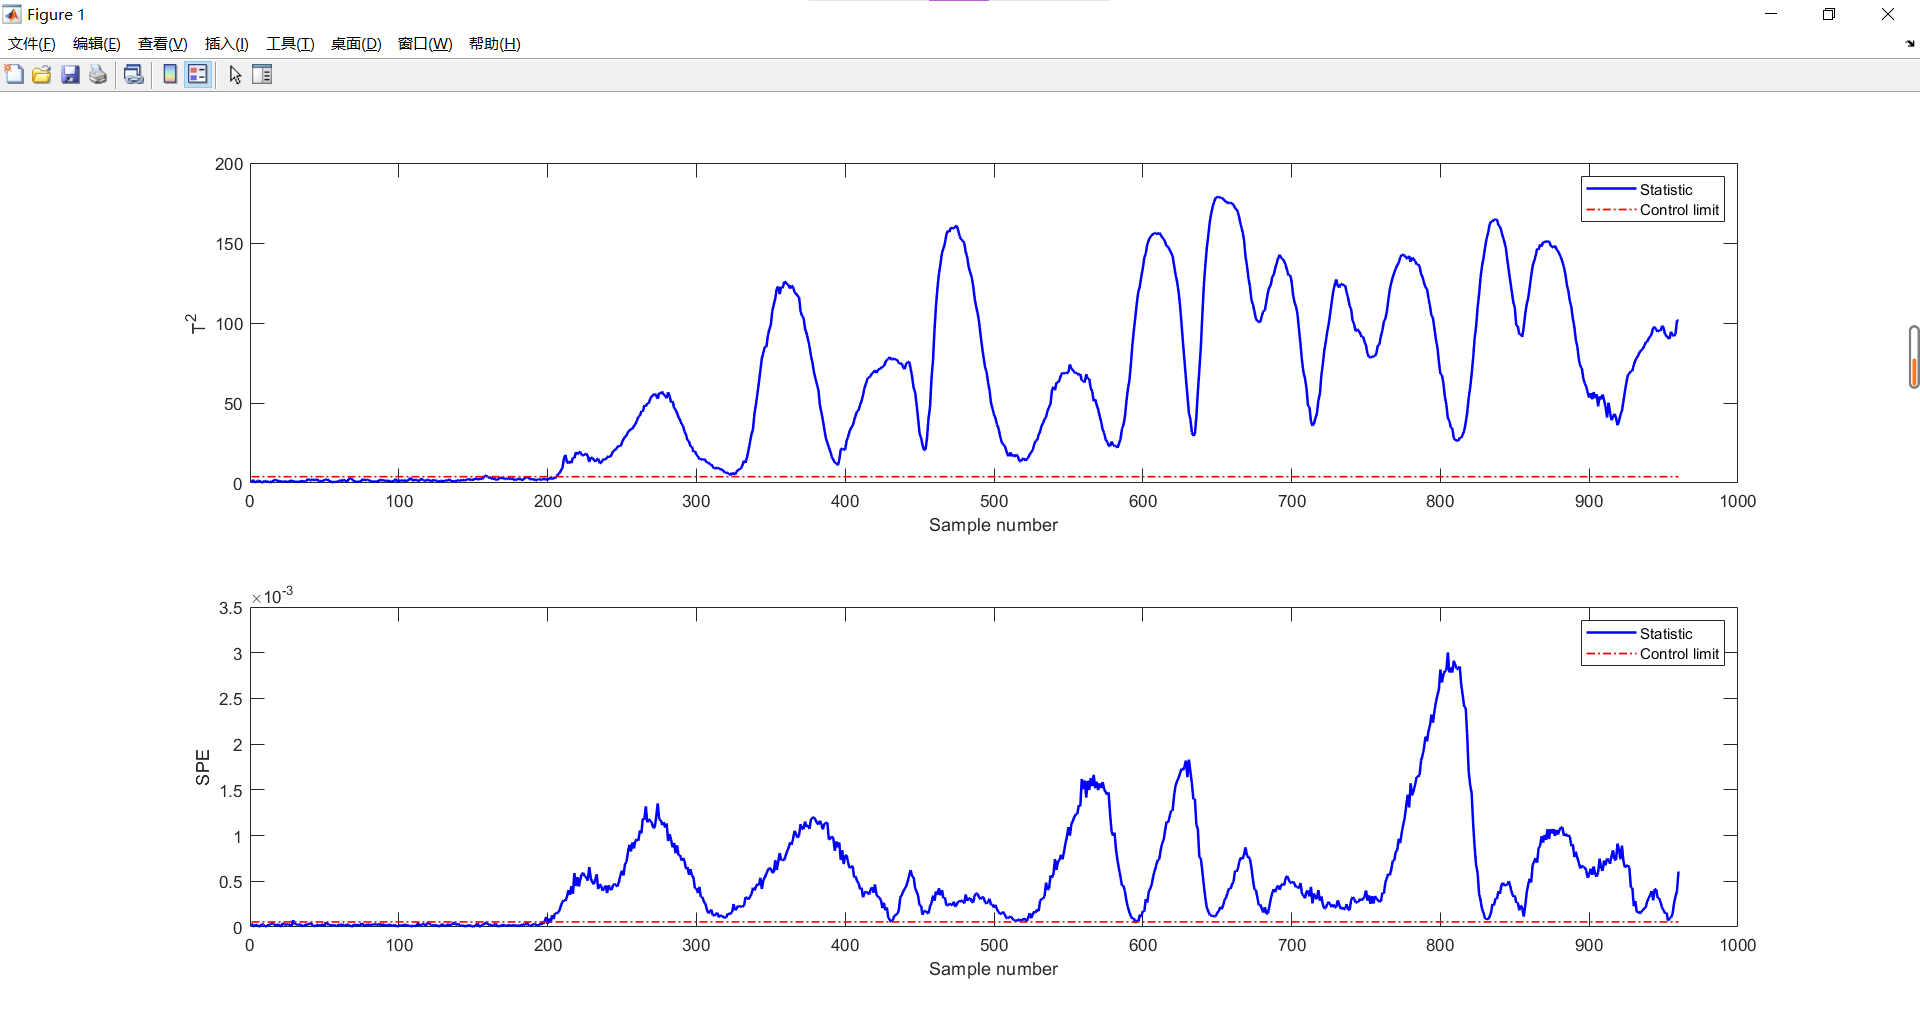 Figure 1
文件(F) 编辑(E) 查看(V) 插入(I) 工具(T) 桌面(D) 窗口(W) 帮助(H)
200
150
100
50
0
T2
0 100 200 300 400 500 600 700 800 900 1000
Sample number
Statistic
Control limit
×10-3
3.5
3
2.5
2
1.5
1
0.5
0
SPE
0 100 200 300 400 500 600 700 800 900 1000
Sample number
Statistic
Control limit